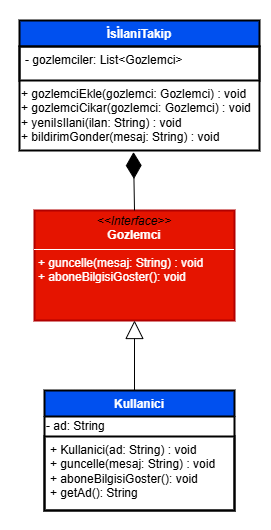 İsİlaniTakip
- gozlemciler: List<Gozlemci>
+ gozlemciEkle(gozlemci: Gozlemci) : void
+ gozlemciCikar(gozlemci: Gozlemci) : void
+ yeniIsIlani(ilan: String) : void
+ bildirimGonder(mesaj: String) : void
<<Interface>>
Gozlemci
+ guncelle(mesaj: String) : void
+ aboneBilgisiGoster(): void
Kullanici
- ad: String
+ Kullanici(ad: String) : void
+ guncelle(mesaj: String) : void
+ aboneBilgisiGoster() : void
+ getAd(): String